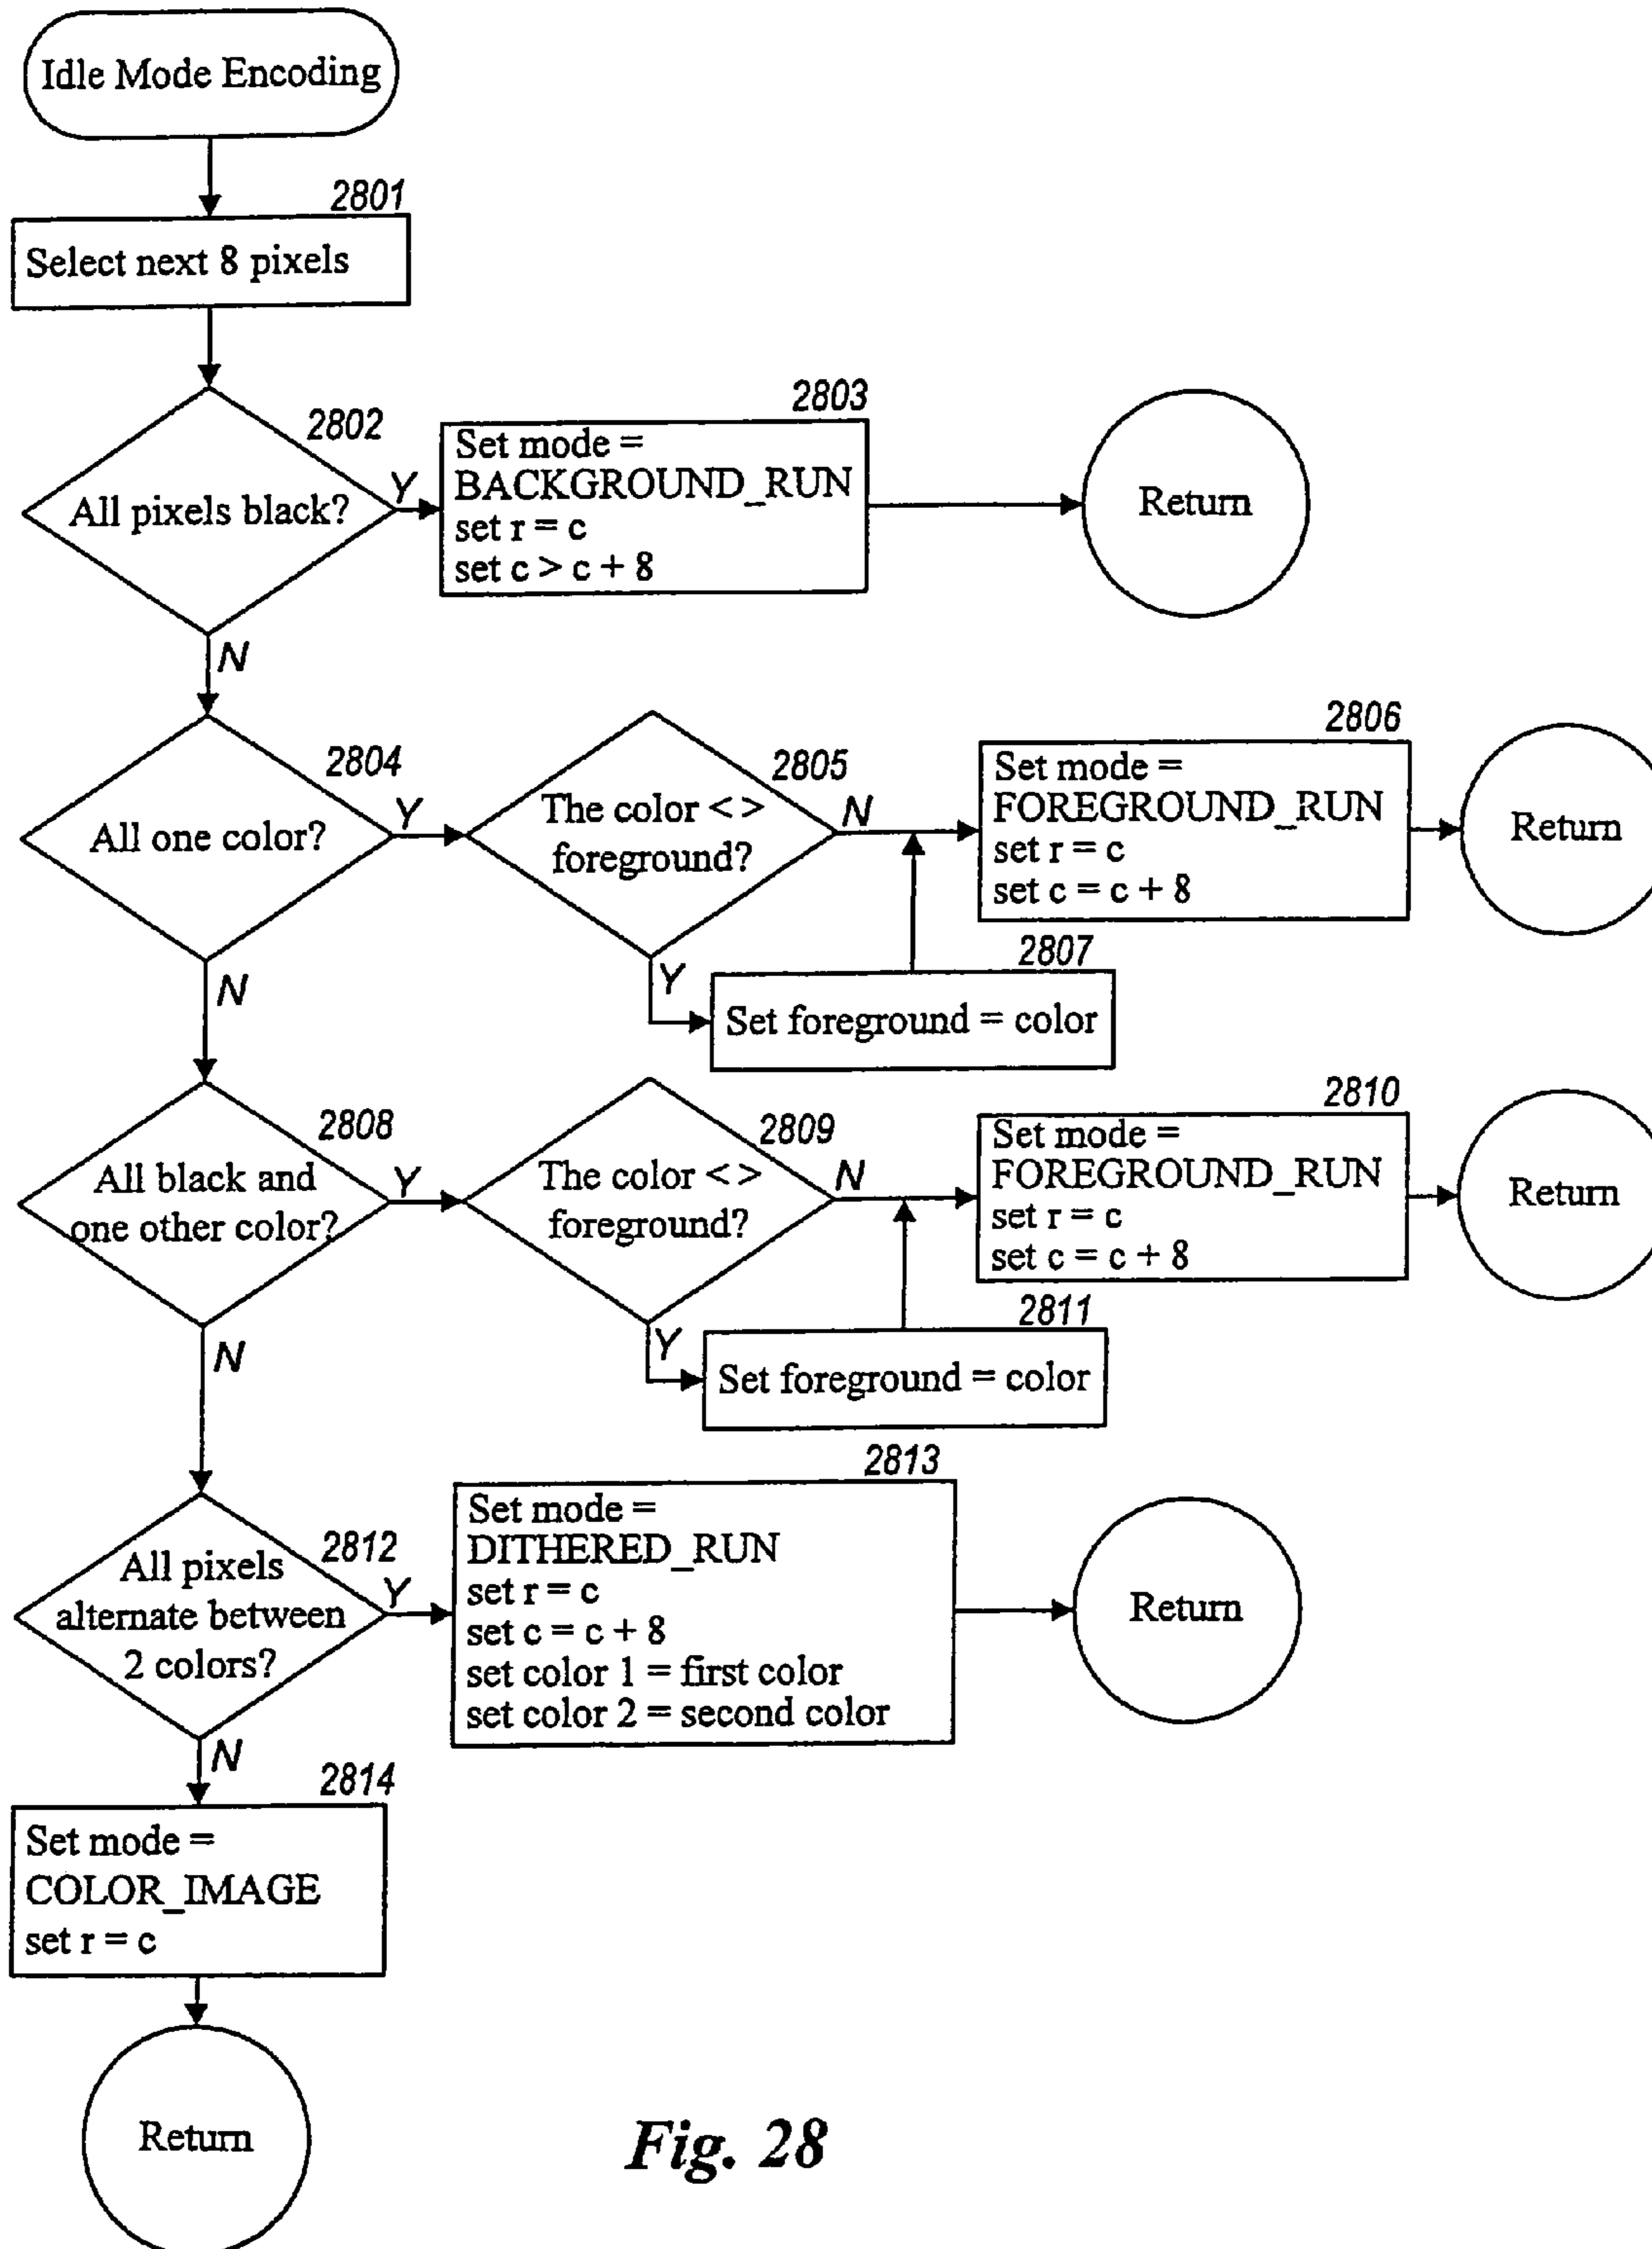 Idle Mode Encoding
2801
Select next 8 pixels
2802
All pixels black?
Y
N
2803
Set mode =
BACKGROUND_RUN
set r = c
set c > c + 8
Return
2804
All one color?
Y
N
2805
The color < >
foreground?
N
Y
2806
Set mode =
FOREGROUND_RUN
set r = c
set c = c + 8
Return
2807
Set foreground = color
2808
All black and
one other color?
Y
N
2809
The color < >
foreground?
N
Y
2810
Set mode =
FOREGROUND_RUN
set r = c
set c = c + 8
Return
2811
Set foreground = color
2812
All pixels
alternate between
2 colors?
Y
N
2813
Set mode =
DITHERED_RUN
set r = c
set c = c + 8
set color 1 = first color
set color 2 = second color
Return
2814
Set mode =
COLOR_IMAGE
set r = c
Return
Fig. 28